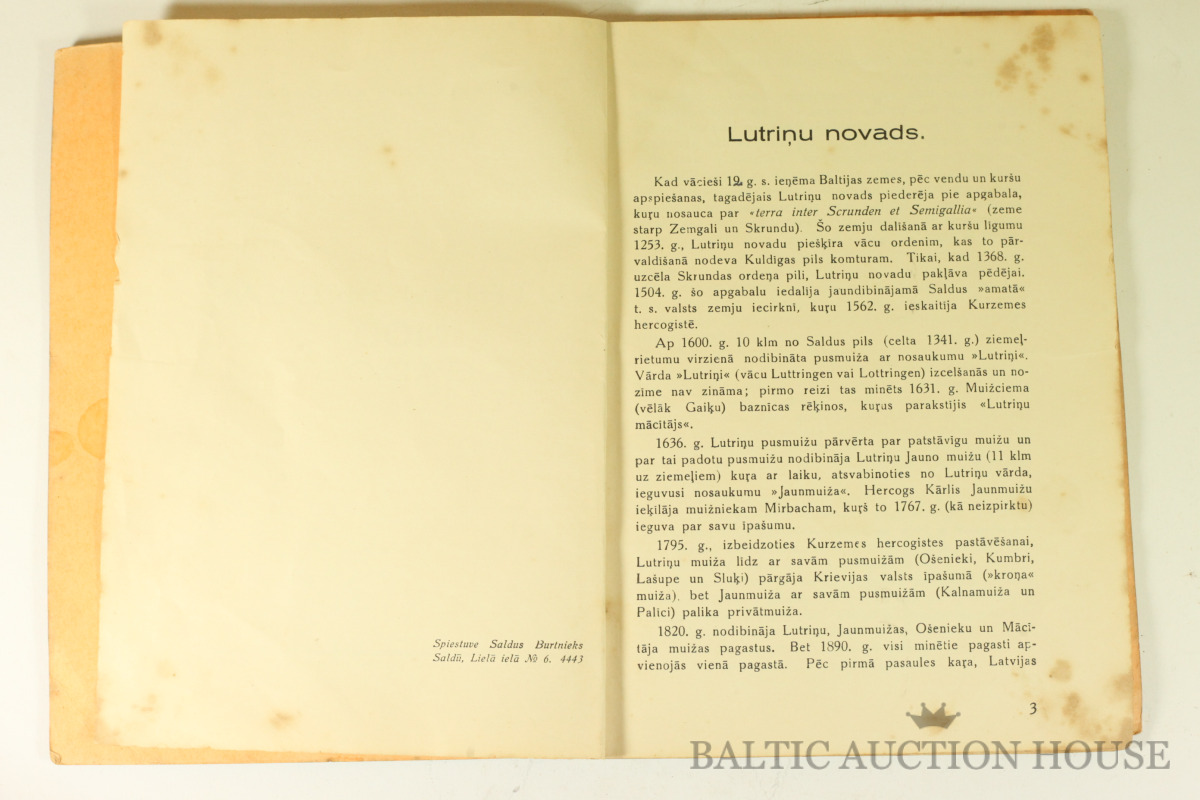 Spiestuve Saldus Burtnieks
Saldū, Lielā ielā № 6. 4443
Lutriņu novads.
Kad vācieši 12. g. s. ieņēma Baltijas zemes, pēc vendu un kuršu
apspiešanas, tagadējais Lutriņu novads piederēja pie apgabala,
kuŗu nosauca par «terra inter Scrunden et Semigallia« (zeme
starp Zemgali un Skrundu). Šo zemju dalīšanā ar kuršu līgumu
1253. g., Lutriņu novadu piešķīra vācu ordenim, kas to pār-
valdīšanā nodeva Kuldīgas pils komturam. Tikai, kad 1368. g.
uzcēla Skrundas ordeņa pili, Lutriņu novadu pakļāva pēdējai.
1504. g. šo apgabalu iedalīja jaundibinājamā Saldus »amatā«
t. s. valsts zemju iecirknī, kuŗu 1562. g. ieskaitīja Kurzemes
hercogistē.
Ap 1600. g. 10 klm no Saldus pils (celta 1341. g.) ziemeļ-
rietumu virzienā nodibināta pusmuiža ar nosaukumu »Lutriņi«.
Vārda »Lutriņi« (vācu Luttringen vai Lottringen) izcelšanās un no-
zīme nav zināma; pirmo reizi tas minēts 1631. g. Muižciema
(vēlāk Gaiķu) baznīcas rēķinos, kuŗus parakstījis «Lutriņu
mācītājs«.
1636. g. Lutriņu pusmuižu pārvērta par patstāvīgu muižu un
par tai padotu pusmuižu nodibināja Lutriņu Jauno muižu (11 klm
uz ziemeļiem) kuŗa ar laiku, atsvabinoties no Lutriņu vārda,
ieguvusi nosaukumu »Jaunmuiža«. Hercogs Kārlis Jaunmuižu
ieķīlāja muižniekam Mirbacham, kuŗš to 1767. g. (kā neizpirktu)
ieguva par savu īpašumu.
1795. g., izbeidzoties Kurzemes hercogistes pastāvēšanai,
Lutriņu muiža līdz ar savām pusmuižām (Ošenieki, Kumbri,
Lašupe un Sluķi) pārgāja Krievijas valsts īpašumā (»kroņa«
muiža). bet Jaunmuiža ar savām pusmuižām (Kalnamuiža un
Palīci) palika privātmuiža.
1820. g. nodibināja Lutriņu, Jaunmuižas, Ošenieku un Mācī-
tāja muižas pagastus. Bet 1890. g. visi minētie pagasti ap-
vienojās vienā pagastā. Pēc pirmā pasaules kaŗa, Latvijas
3
BALTIC AUCTION HOUSE